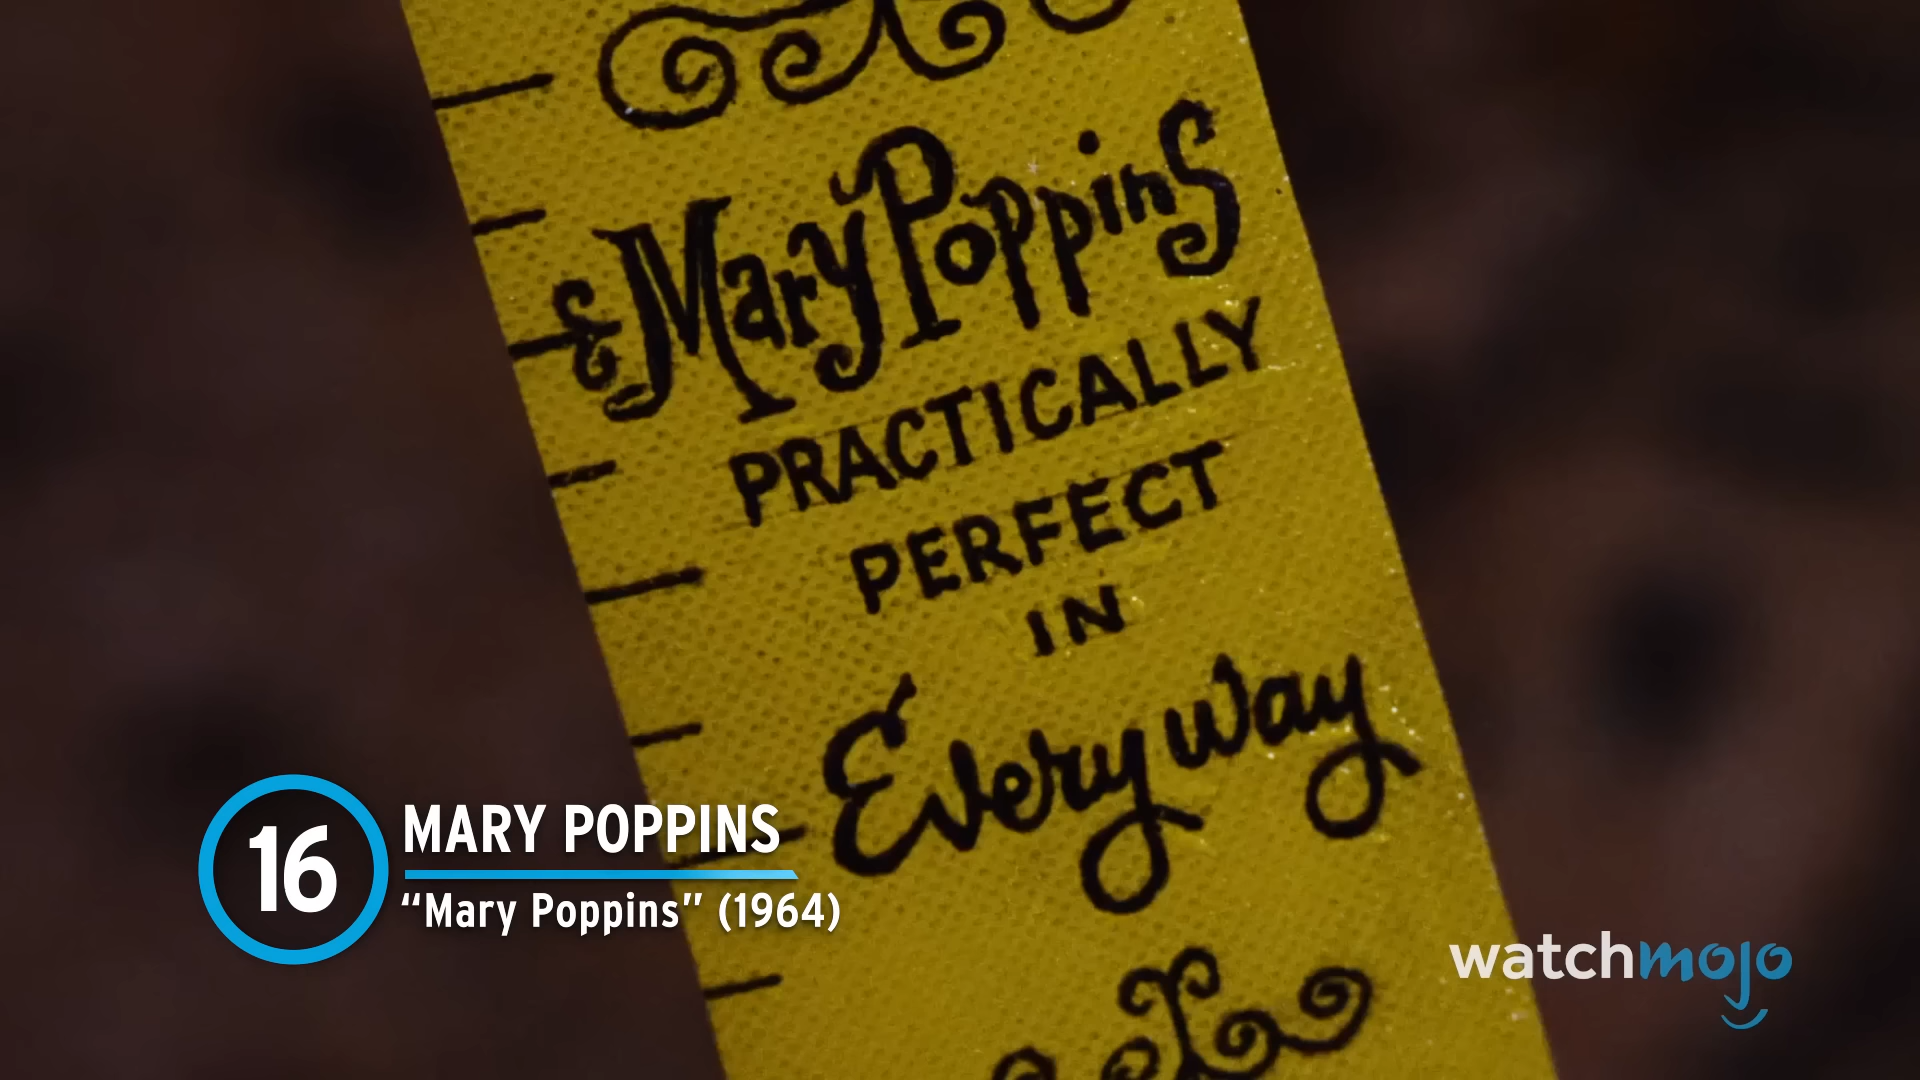 & Mary Poppins
PRACTICALLY
PERFECT
IN
Every way
16
MARY POPPINS
“Mary Poppins” (1964)
watchmojo